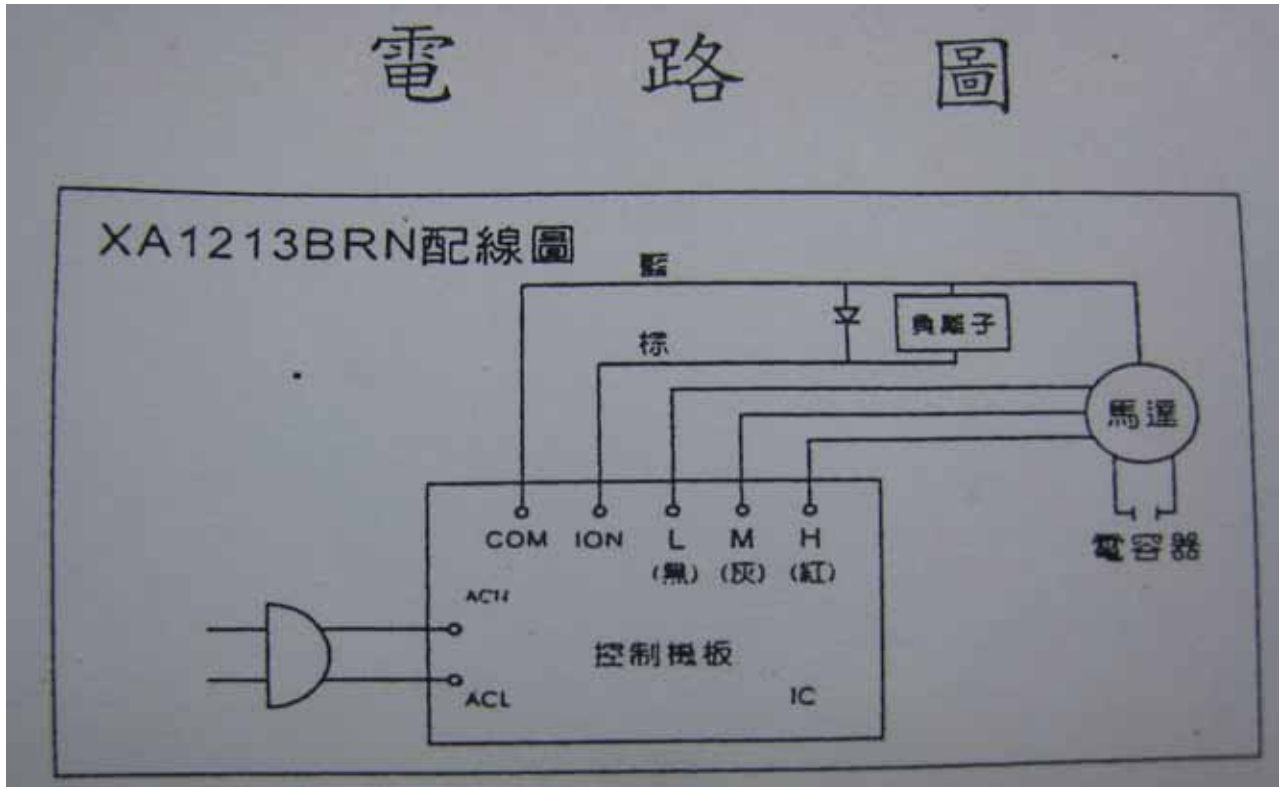 電路圖
XA1213BRN配線圖
藍
棕
負離子
馬達
電容器
COM ION L M H
(黑) (灰) (紅)
ACN
控制機板
ACL
IC